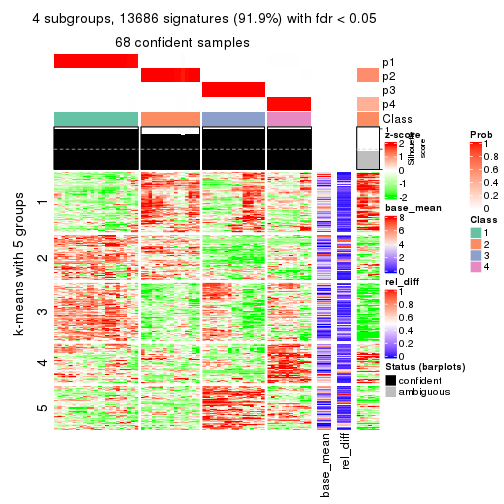 4 subgroups, 13686 signatures (91.9%) with fdr < 0.05
68 confident samples
p1
p2
p3
p4
Class
1
Silhouette
score
k-means with 5 groups
1
2
3
4
5
base_mean
rel_diff
z-score
2
1
0
-1
-2
base_mean
8
6
4
2
0
rel_diff
1
0.8
0.6
0.4
0.2
0
Status (barplots)
confident
ambiguous
Prob
1
0.8
0.6
0.4
0.2
0
Class
1
2
3
4